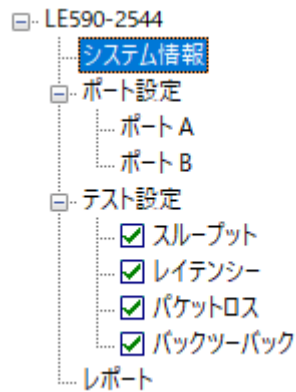 LE590-2544
システム情報
ポート設定
ポート A
ポート B
テスト設定
スループット
レイテンシー
パケットロス
バックツーバック
レポート